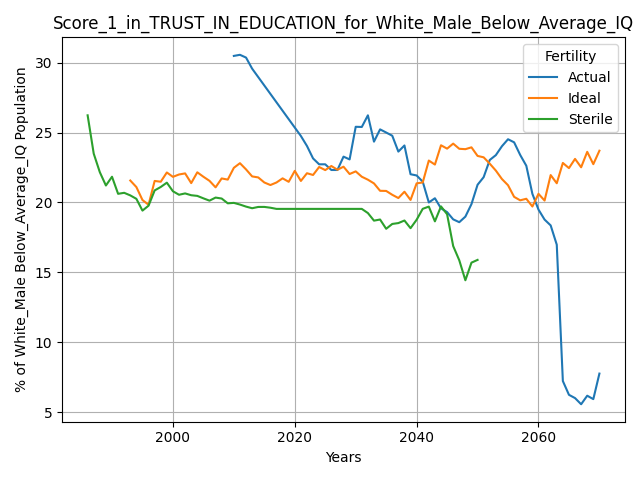 Score_1_in_TRUST_IN_EDUCATION_for_White_Male_Below_Average_IQ
% of White_Male Below_Average_IQ Population
30
25
20
15
10
5
Fertility
Actual
Ideal
Sterile
2000 2020 2040 2060
Years